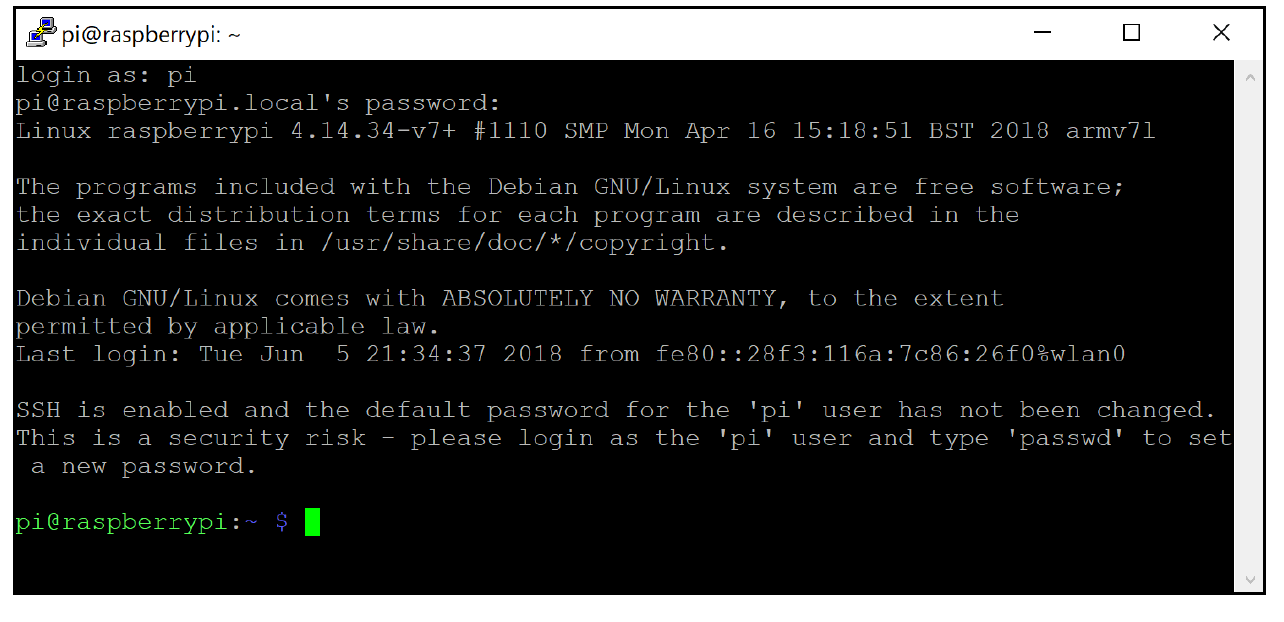 pi@raspberrypi: ~
login as: pi
pi@raspberrypi.local's password:
Linux raspberrypi 4.14.34-v7+ #1110 SMP Mon Apr 16 15:18:51 BST 2018 armv7l
The programs included with the Debian GNU/Linux system are free software;
the exact distribution terms for each program are described in the
individual files in /usr/share/doc/*/copyright.
Debian GNU/Linux comes with ABSOLUTELY NO WARRANTY, to the extent
permitted by applicable law.
Last login: Tue Jun  5 21:34:37 2018 from fe80::28f3:116a:7c86:26f0%wlan0
SSH is enabled and the default password for the 'pi' user has not been changed.
This is a security risk - please login as the 'pi' user and type 'passwd' to set
 a new password.
pi@raspberrypi:~ $